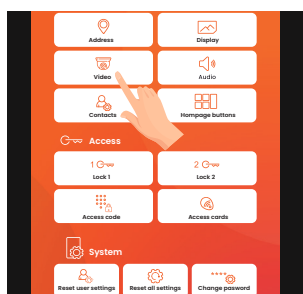 Address Display
Video Audio
Contacts Hompage buttons
Access
1 2
Lock 1 Lock 2
Access code Access cards
System
****
Reset user settings Reset all settings Change pasword